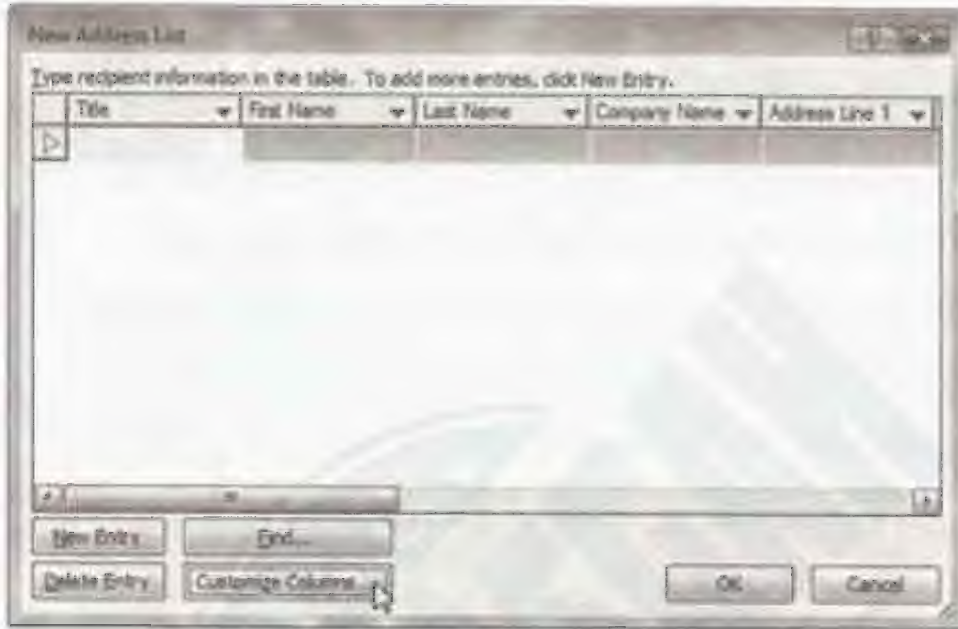 New Address List
Type recipient information in the table. To add more entries, click New Entry.
Title First Name Last Name Company Name Address Line 1
New Entry Find...
Delete Entry Customize Columns... OK Cancel